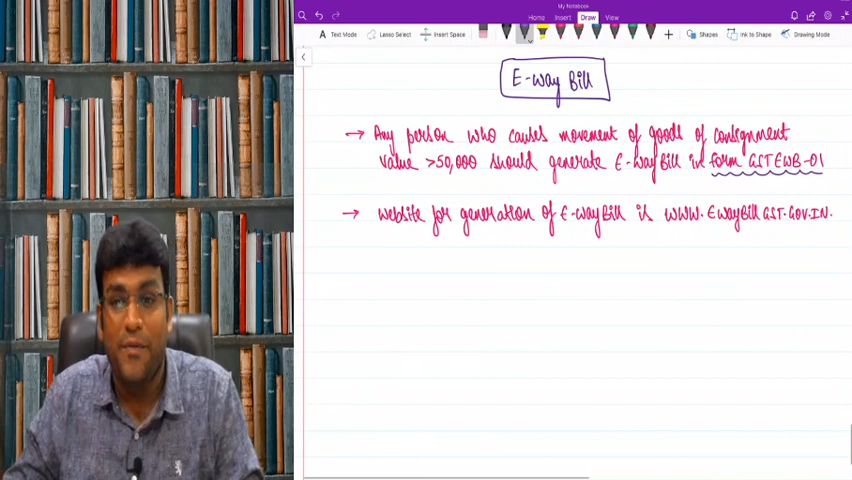 My Notebook
Home Insert Draw View
Text Mode Lasso Select Insert Space Shapes Ink to Shape Drawing Mode
E-way Bill
→ Any person who causes movement of goods of consignment
value >50,000 should generate E-way Bill in form GST EWB-01
→ website for generation of E-way Bill is WWW.EwayBillGST.GOV.IN.